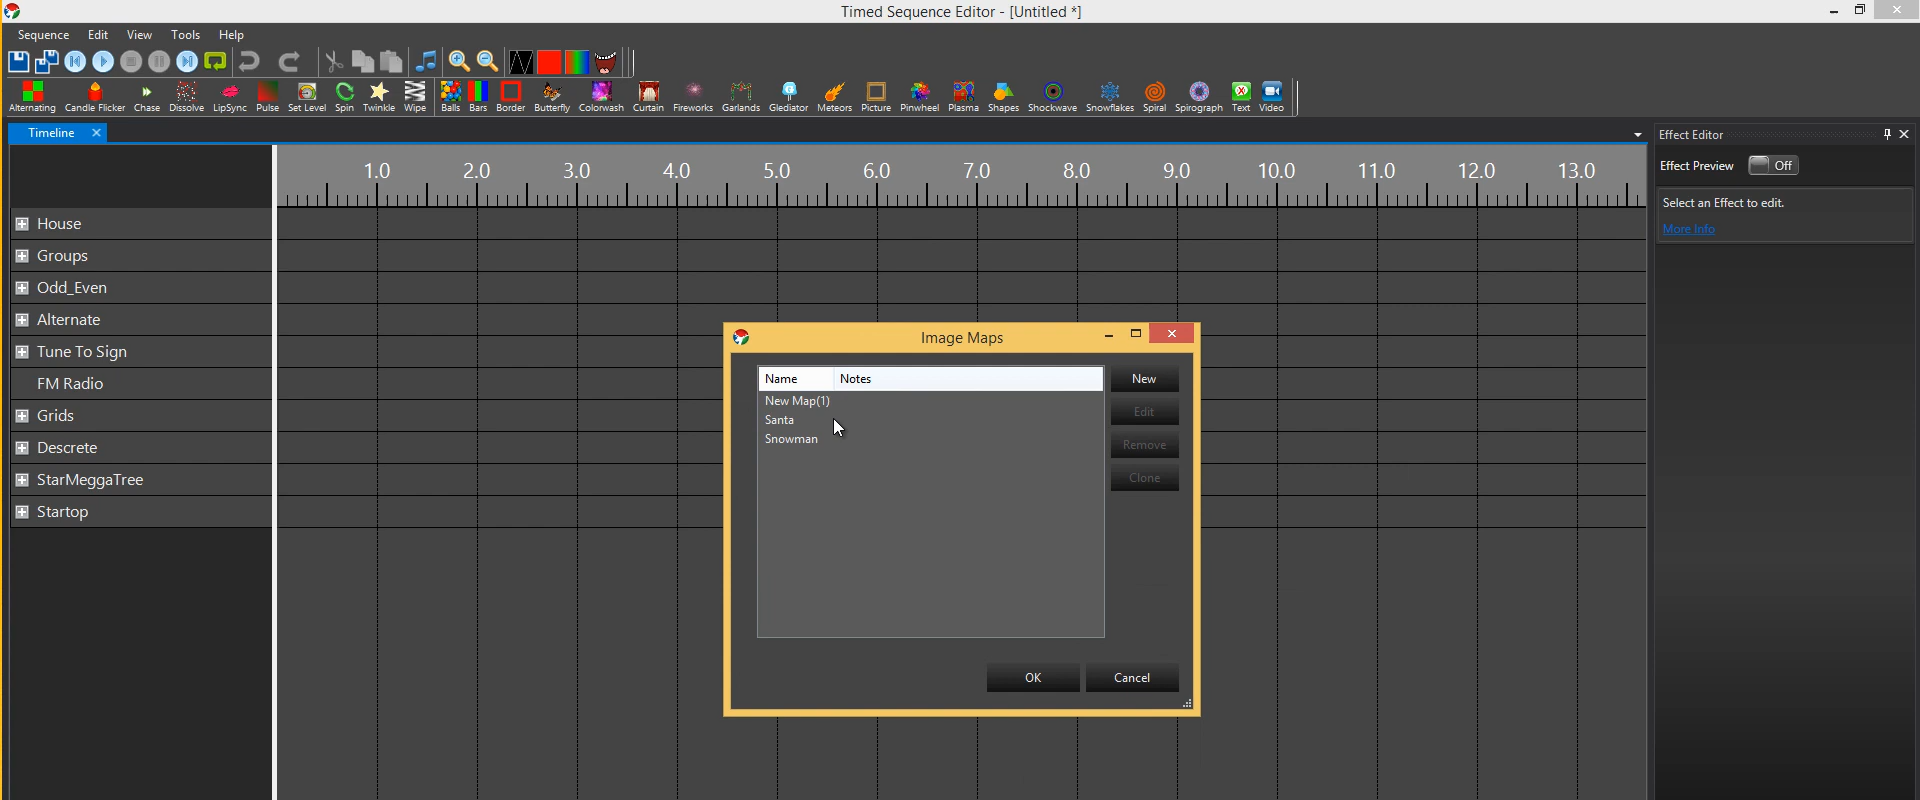 Timed Sequence Editor - [Untitled *]
Sequence Edit View Tools Help
Alternating Candle Flicker Chase Dissolve LipSync Pulse Set Level Spin Twinkle Wipe Balls Bars Border Butterfly Colorwash Curtain Fireworks Garlands Glediator Meteors Picture Pinwheel Plasma Shapes Shockwave Snowflakes Spiral Spirograph Text Video
Timeline
Effect Editor
Effect Preview Off
1.0 2.0 3.0 4.0 5.0 6.0 7.0 8.0 9.0 10.0 11.0 12.0 13.0
Select an Effect to edit.
More Info
House
Groups
Odd_Even
Alternate
Tune To Sign
FM Radio
Grids
Descrete
StarMeggaTree
Startop
Image Maps
Name Notes
New Map(1)
Santa
Snowman
New
Edit
Remove
Clone
OK Cancel